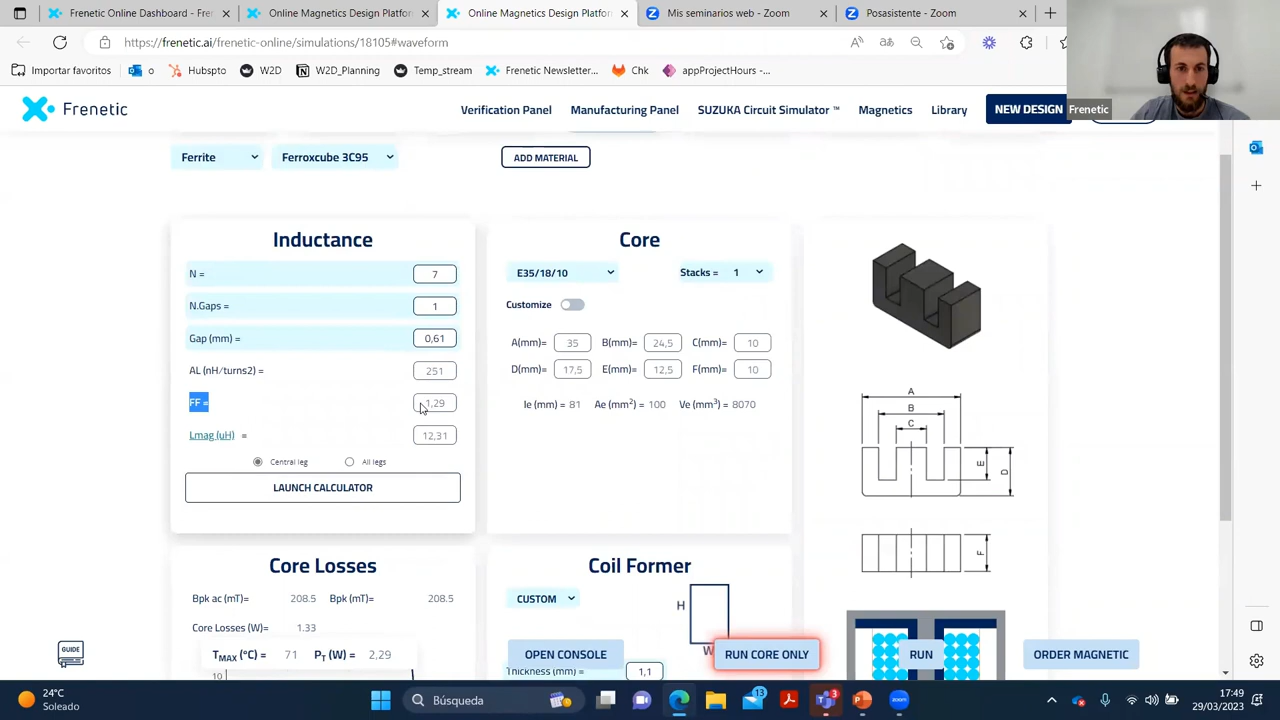 Frenetic Online Dashboard - Fre
Online Magnetics Design Platfor
Online Magnetics Design Platfor
Mis seminarios web - Zoom
Posasistente - Zoom
https://frenetic.ai/frenetic-online/simulations/18105#waveform
Importar favoritos
o
Hubspto
W2D
W2D_Planning
Temp_stream
Frenetic Newsletter...
Chk
appProjectHours -...
Frenetic
Frenetic
Verification Panel
Manufacturing Panel
SUZUKA Circuit Simulator ™
Magnetics
Library
NEW DESIGN
Ferrite
Ferroxcube 3C95
ADD MATERIAL
Inductance
N =
7
N.Gaps =
1
Gap (mm) =
0,61
AL (nH/turns2) =
251
FF =
1,29
Lmag (uH) =
12,31
Central leg
All legs
LAUNCH CALCULATOR
Core
E35/18/10
Stacks = 1
Customize
A(mm)= 35 B(mm)= 24,5 C(mm)= 10
D(mm)= 17,5 E(mm)= 12,5 F(mm)= 10
le (mm) = 81 Ae (mm²) = 100 Ve (mm³) = 8070
A
B
C
E
D
F
Core Losses
Bpk ac (mT)= 208.5 Bpk (mT)= 208.5
Core Losses (W)= 1.33
TMAX (°C) = 71 PT (W) = 2,29
10
Coil Former
CUSTOM
H
W
Thickness (mm) = 1,1
GUIDE
OPEN CONSOLE
RUN CORE ONLY
RUN
ORDER MAGNETIC
24°C
Soleado
Búsqueda
13
3
17:49
29/03/2023